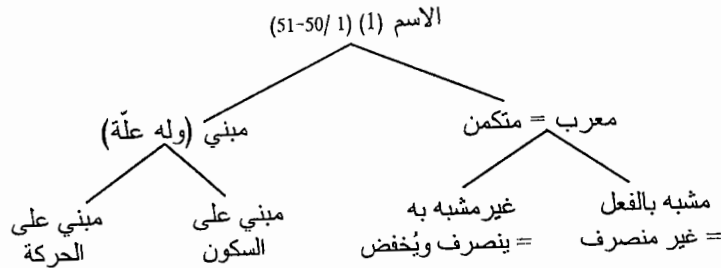 الاسم (1) (1 /50-51)
معرب = متكمن
مبني (وله علّة)
مشبه بالفعل
= غير منصرف
غير مشبه به
= ينصرف ويُخفض
مبني على
السكون
مبني على
الحركة